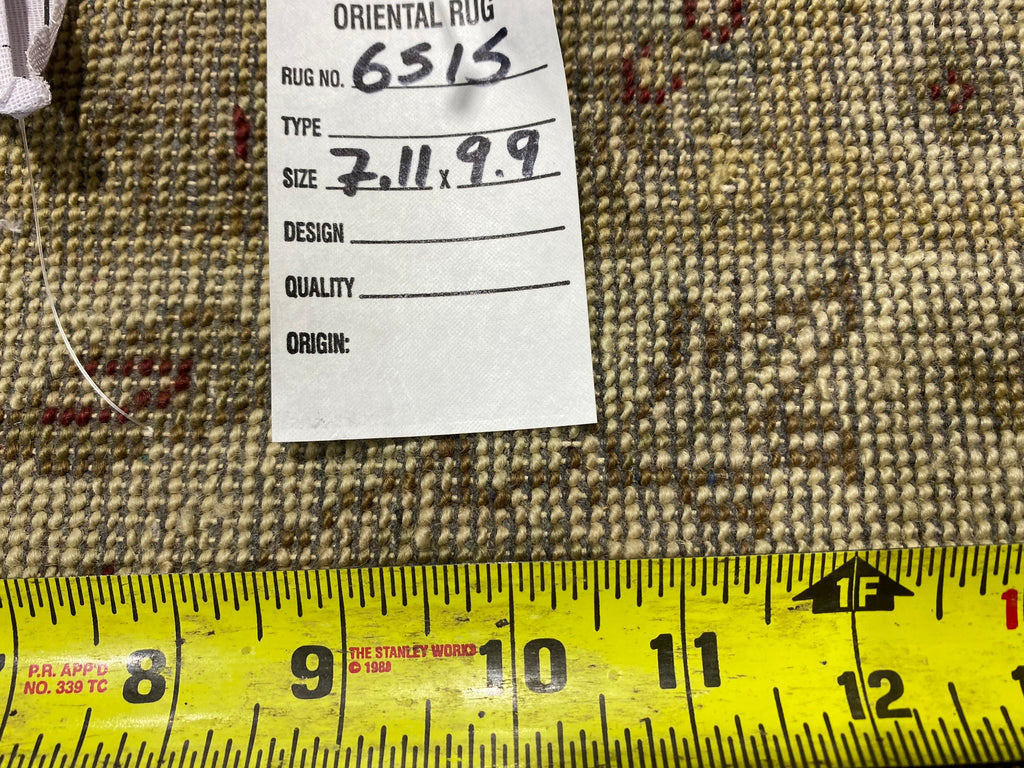 ORIENTAL RUG
RUG NO. 6515
TYPE
SIZE 7.11 x 9.9
DESIGN
QUALITY
ORIGIN:
1F
P.R. APP'D
NO. 339 TC
8
9
THE STANLEY WORKS
© 1988
10
11
12